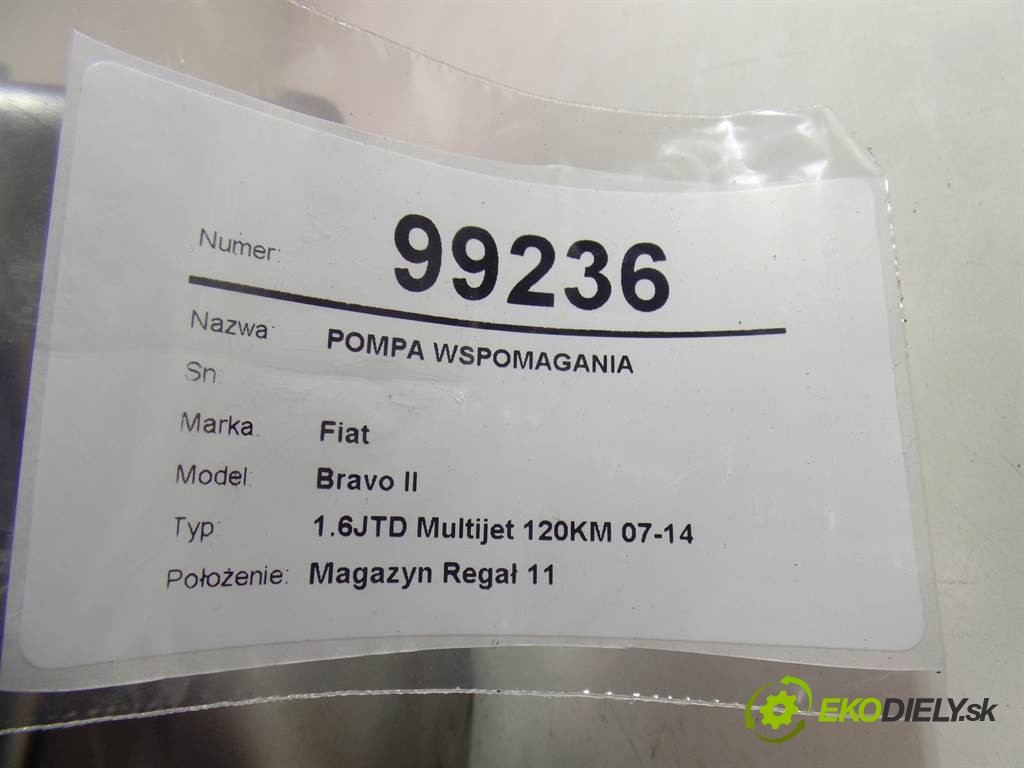 Numer: 99236
Nazwa: POMPA WSPOMAGANIA
Sn
Marka: Fiat
Model: Bravo II
Typ: 1.6JTD Multijet 120KM 07-14
Położenie: Magazyn Regał 11
EKODIELY.sk